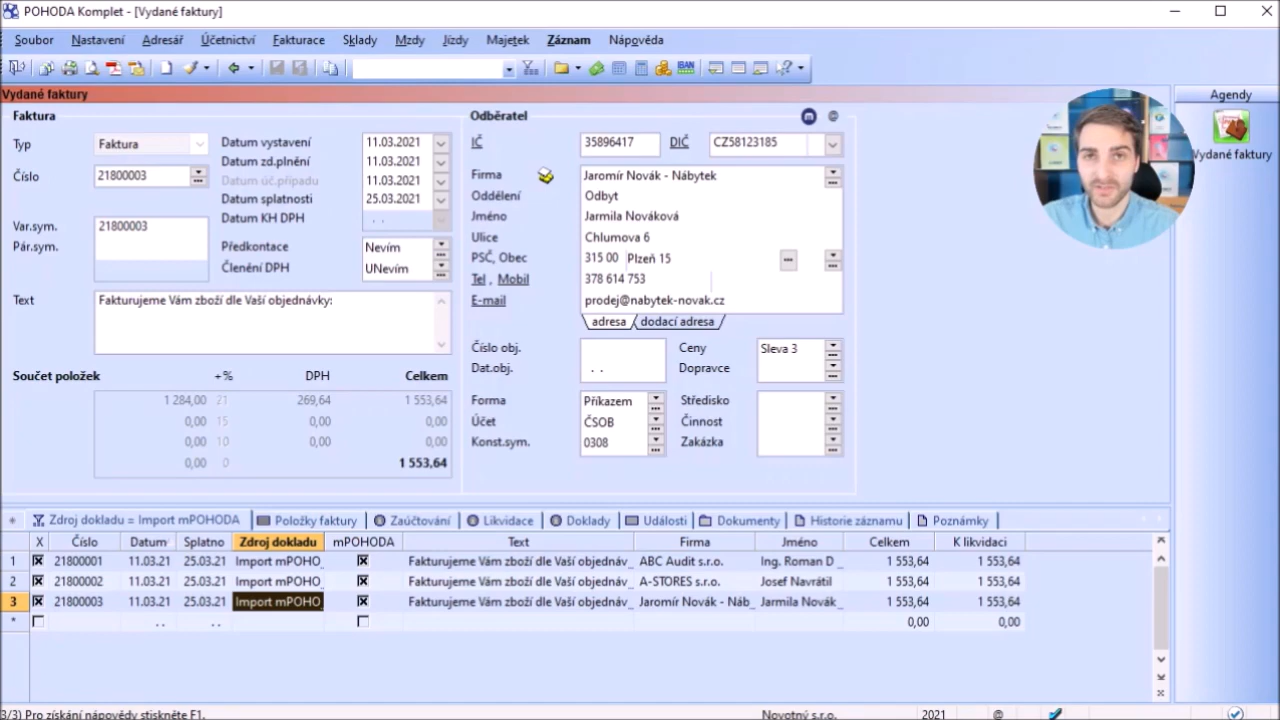 POHODA Komplet - [Vydané faktury]
Soubor Nastavení Adresář Účetnictví Fakturace Sklady Mzdy Jízdy Majetek Záznam Nápověda
IBAN
Vydané faktury
Agendy
Vydané faktury
Faktura
Typ Faktura
Číslo 21800003
Var.sym. 21800003
Pár.sym.
Datum vystavení 11.03.2021
Datum zd.plnění 11.03.2021
Datum úč.případu 11.03.2021
Datum splatnosti 25.03.2021
Datum KH DPH . .
Předkontace Nevím
Členění DPH UNevím
Text Fakturujeme Vám zboží dle Vaší objednávky:
Součet položek +% DPH Celkem
1 284,00 21 269,64 1 553,64
0,00 15 0,00 0,00
0,00 10 0,00 0,00
0,00 0 1 553,64
Odběratel
IČ 35896417 DIČ CZ58123185
Firma Jaromír Novák - Nábytek
Oddělení Odbyt
Jméno Jarmila Nováková
Ulice Chlumova 6
PSČ, Obec 315 00 Plzeň 15
Tel , Mobil 378 614 753
E-mail prodej@nabytek-novak.cz
adresa dodací adresa
Číslo obj. Ceny Sleva 3
Dat.obj. . . Dopravce
Forma Příkazem Středisko
Účet ČSOB Činnost
Konst.sym. 0308 Zakázka
* Zdroj dokladu = Import mPOHODA Položky faktury Zaúčtování Likvidace Doklady Události Dokumenty Historie záznamu Poznámky
X Číslo Datum Splatno Zdroj dokladu mPOHODA Text Firma Jméno Celkem K likvidaci
1 21800001 11.03.21 25.03.21 Import mPOHO_ Fakturujeme Vám zboží dle Vaší objednáv_ ABC Audit s.r.o. Ing. Roman D_ 1 553,64 1 553,64
2 21800002 11.03.21 25.03.21 Import mPOHO_ Fakturujeme Vám zboží dle Vaší objednáv_ A-STORES s.r.o. Josef Navrátil 1 553,64 1 553,64
3 21800003 11.03.21 25.03.21 Import mPOHO_ Fakturujeme Vám zboží dle Vaší objednáv_ Jaromír Novák - Náb_ Jarmila Novák_ 1 553,64 1 553,64
* . . . . 0,00 0,00
3/3) Pro získání nápovědy stiskněte F1. Novotný s.r.o. 2021 @